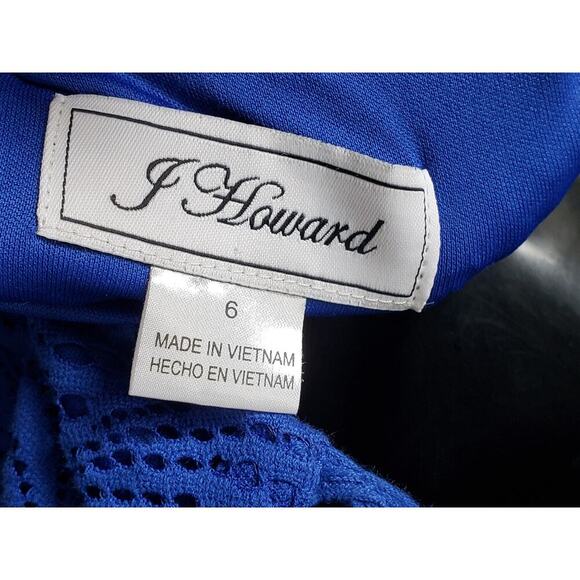 J Howard
6
MADE IN VIETNAM
HECHO EN VIETNAM